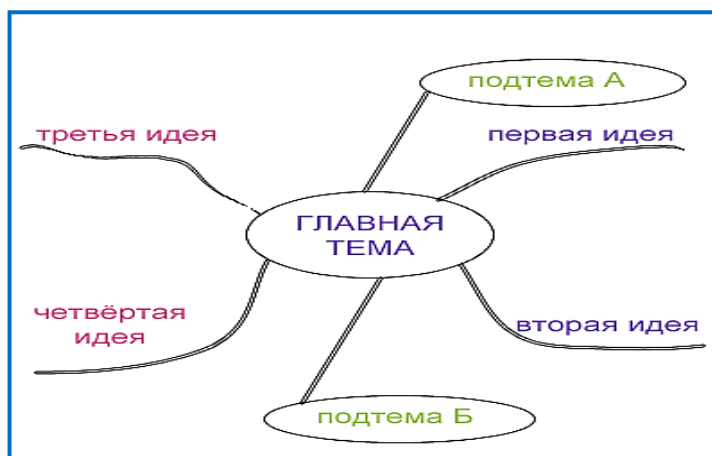 подтема А
третья идея
первая идея
ГЛАВНАЯ
ТЕМА
четвёртая
идея
вторая идея
подтема Б